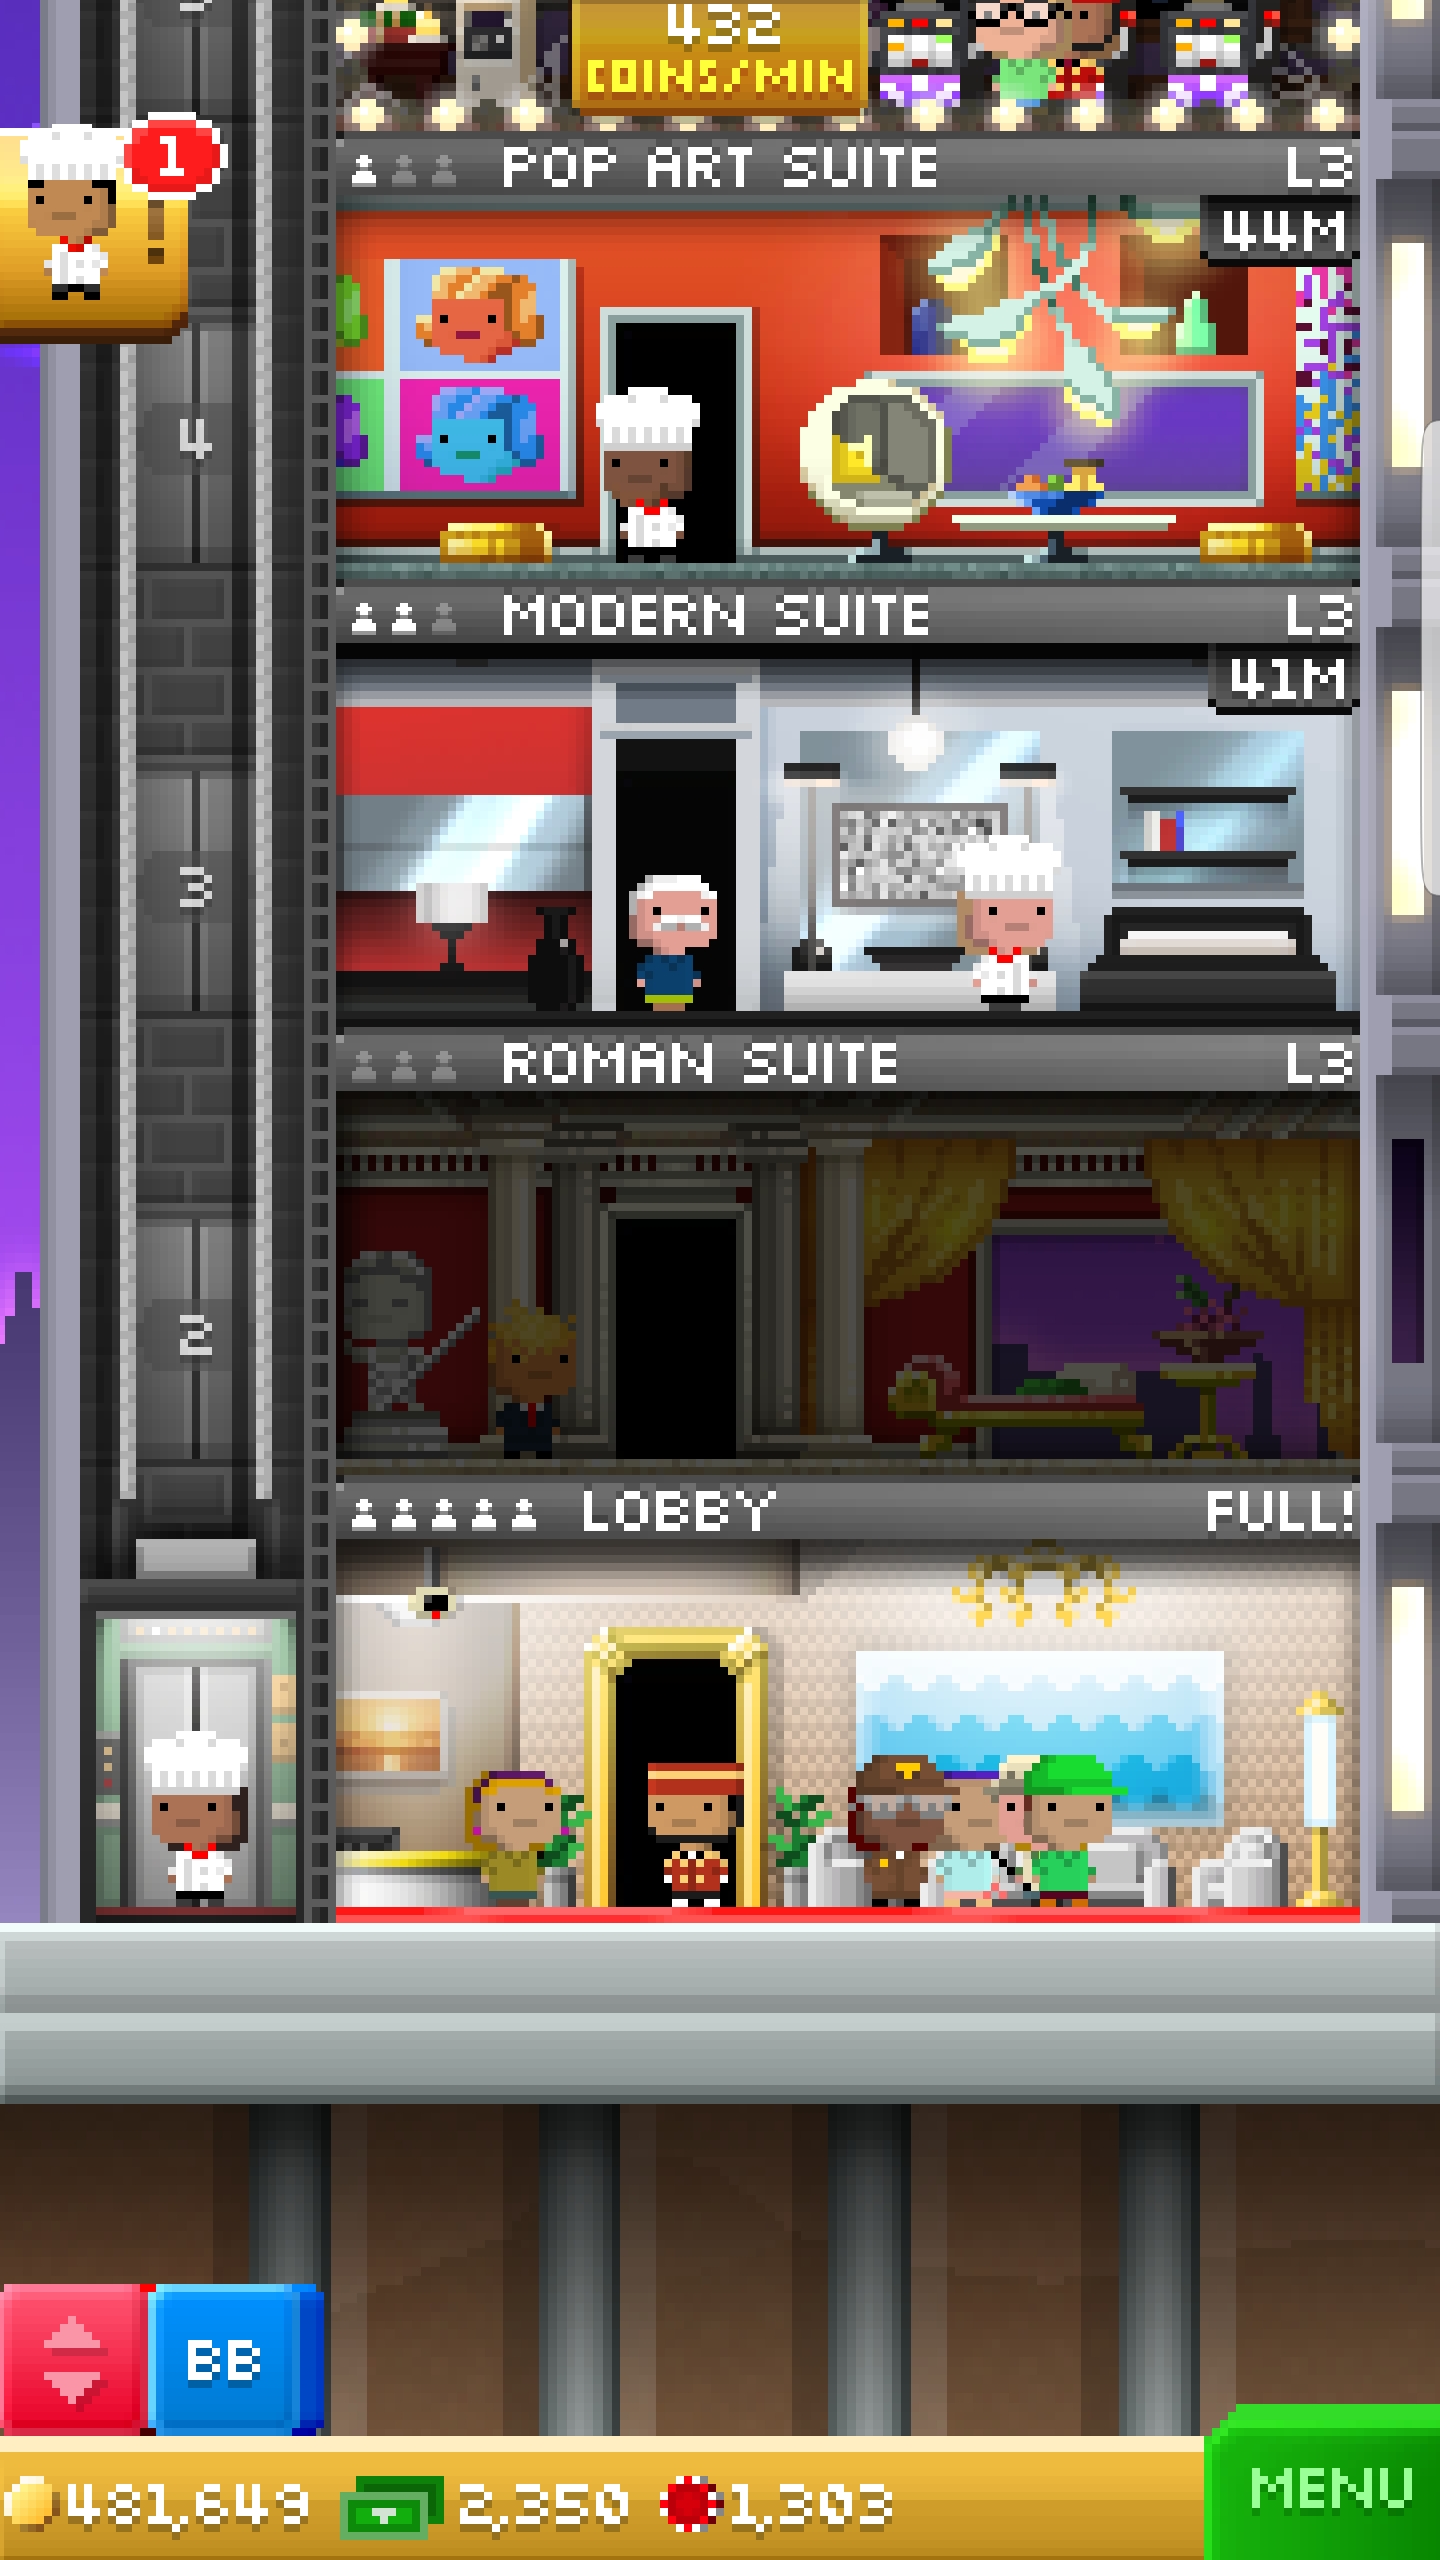 432
COINS/MIN
1
POP ART SUITE L3
44M
4
MODERN SUITE L3
41M
3
ROMAN SUITE L3
2
LOBBY FULL!
BB
481,649 2,350 1,303
MENU